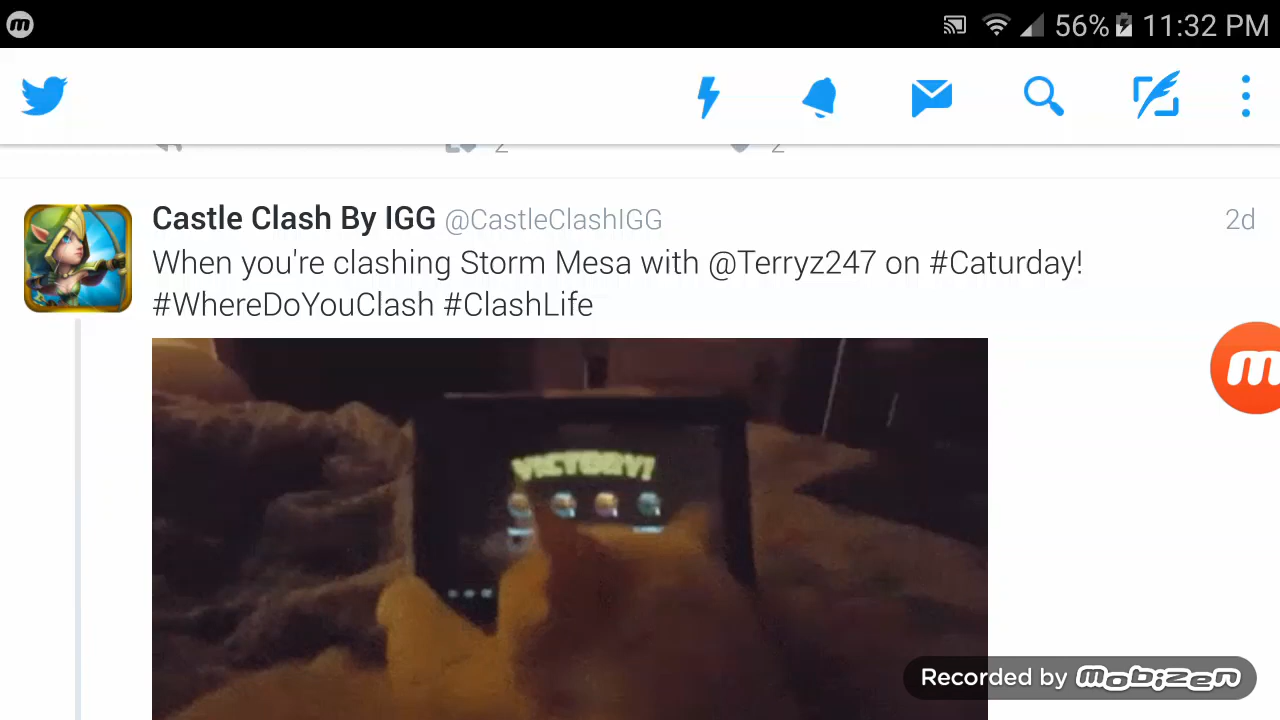 56% 11:32 PM
2 2
Castle Clash By IGG @CastleClashIGG 2d
When you're clashing Storm Mesa with @Terryz247 on #Caturday!
#WhereDoYouClash #ClashLife
VICTORY!
Recorded by mobizen